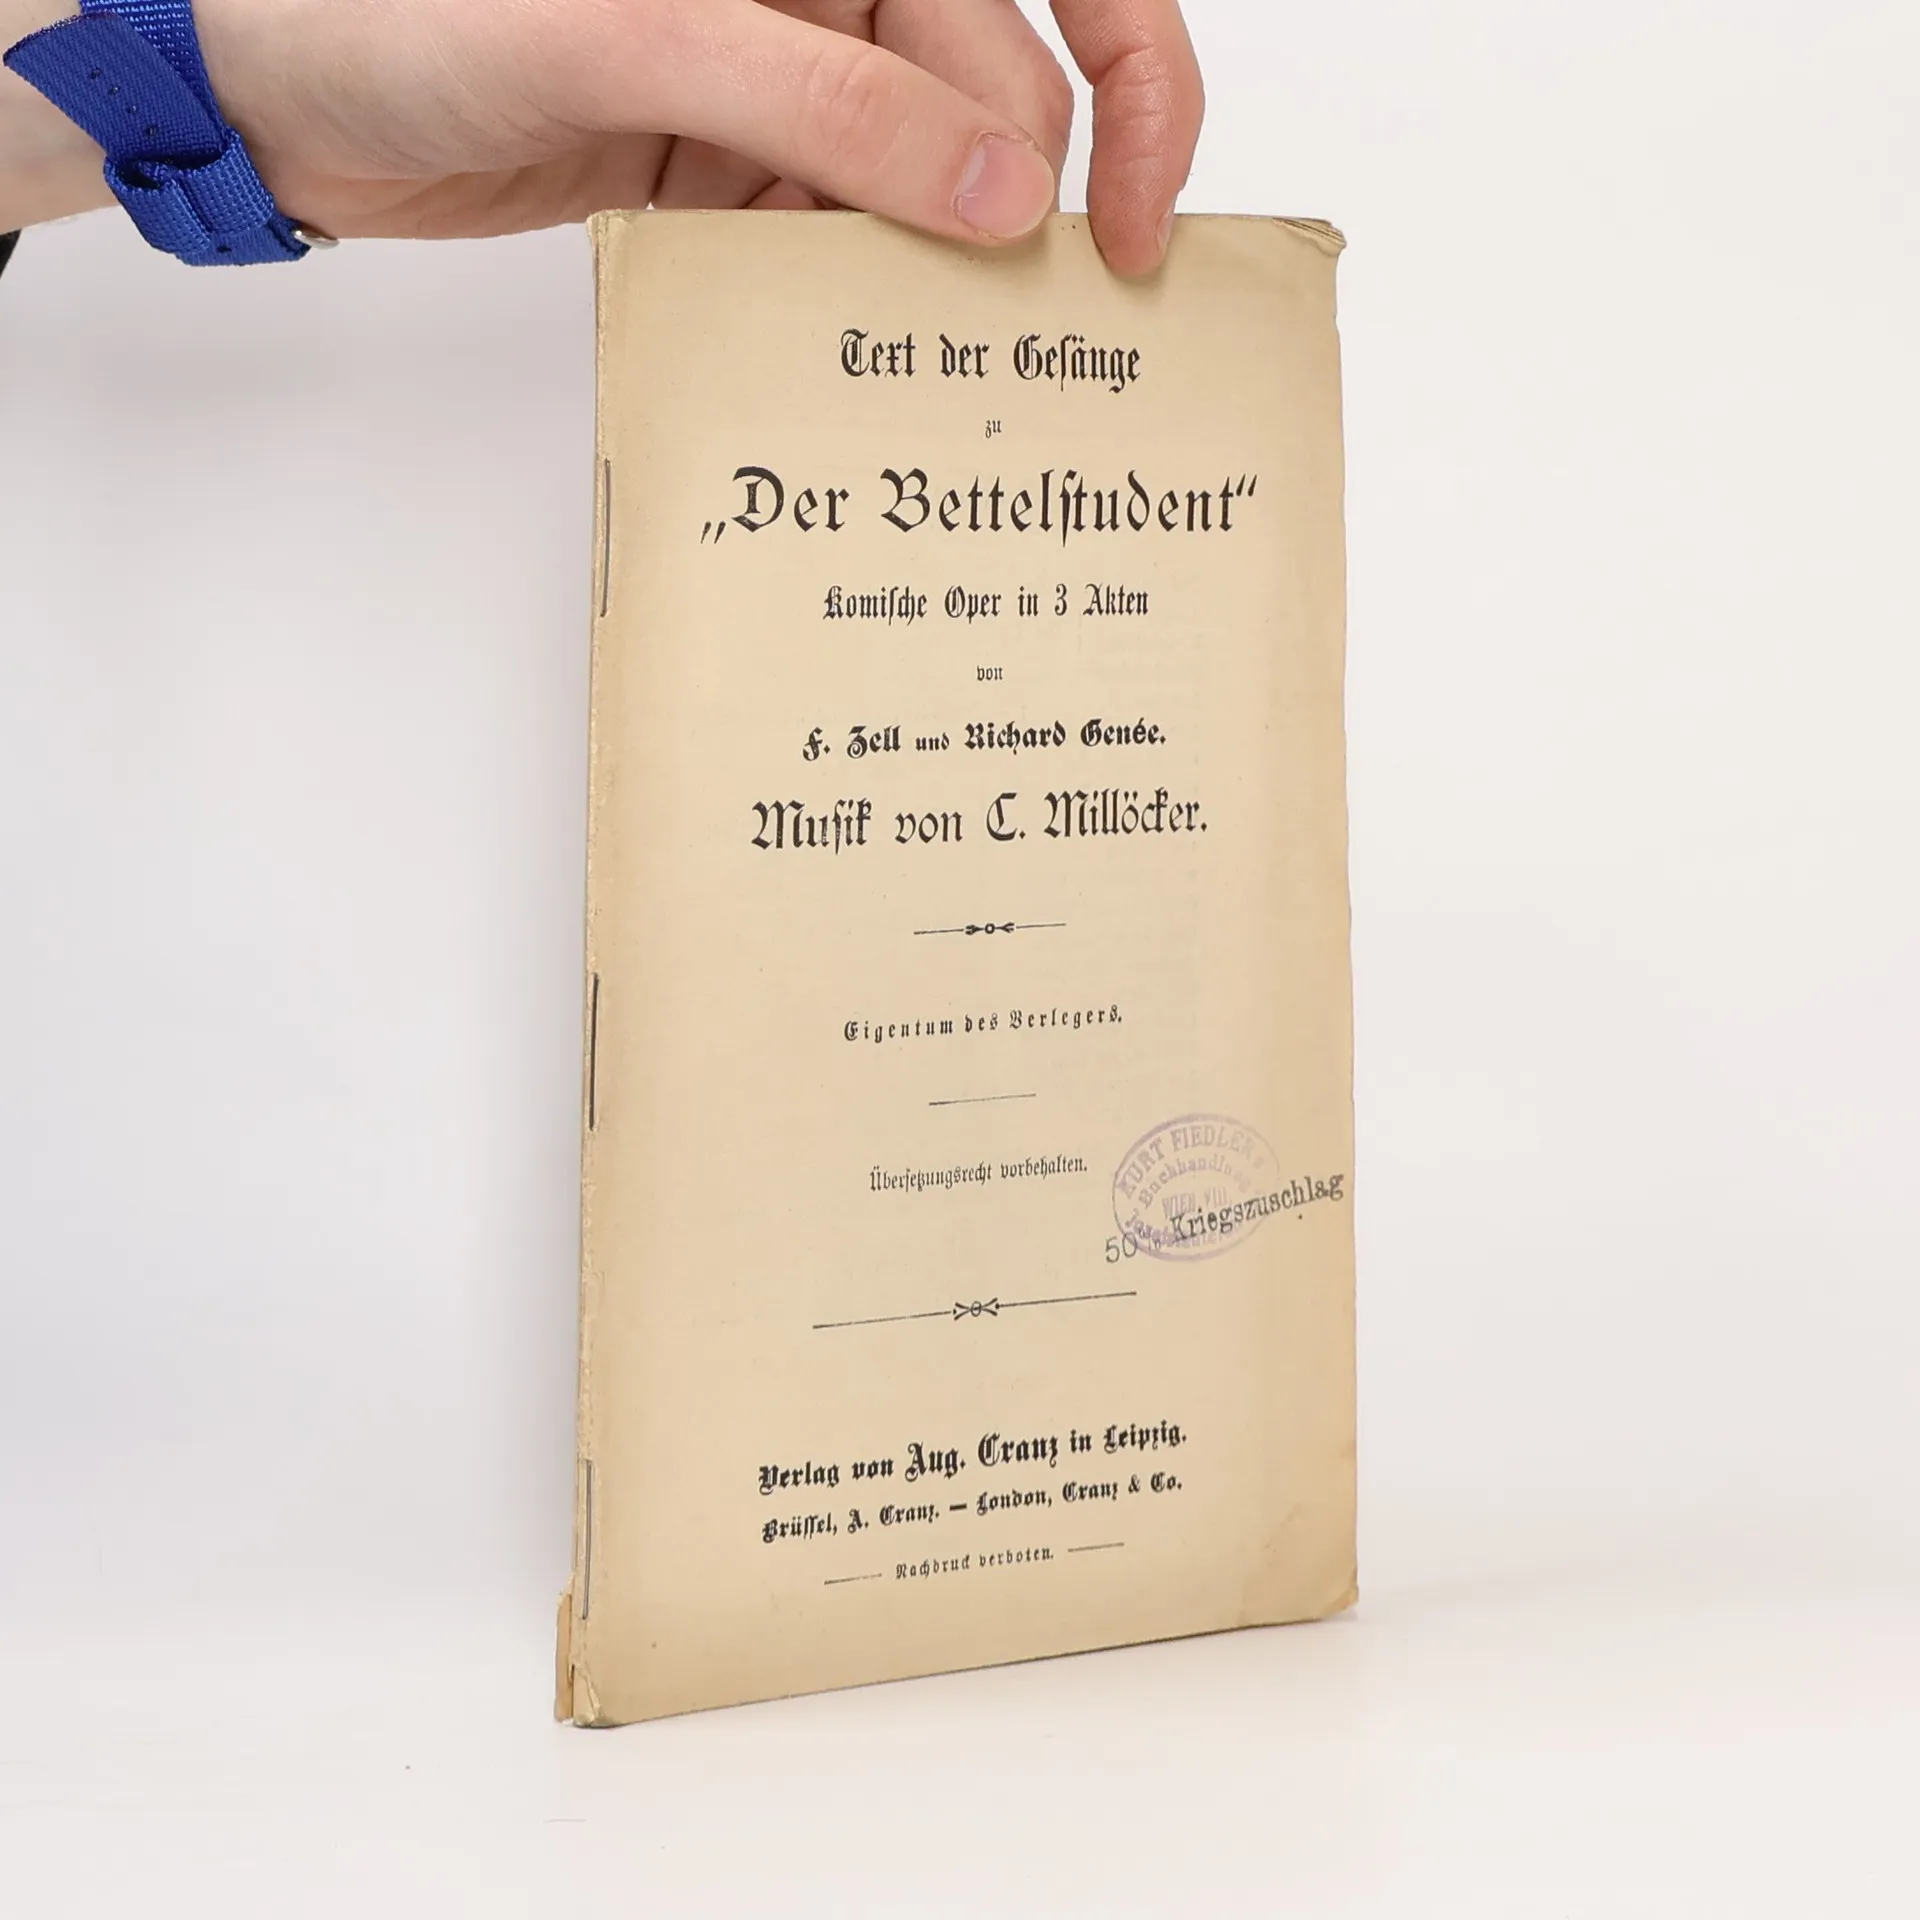 Text der Gesänge
zu
„Der Bettelſtudent“
Komiſche Oper in 3 Akten
von
F. Zell und Richard Genée.
Muſik von C. Millöcker.
Eigentum des Verlegers.
Überſetzungsrecht vorbehalten.
KURT FIEDLER's
Buchhandlung
WIEN, VIII.
50% Kriegszuschlag
Verlag von Aug. Cranz in Leipzig.
Brüſſel, A. Cranz. — London, Cranz & Co.
Nachdruck verboten.